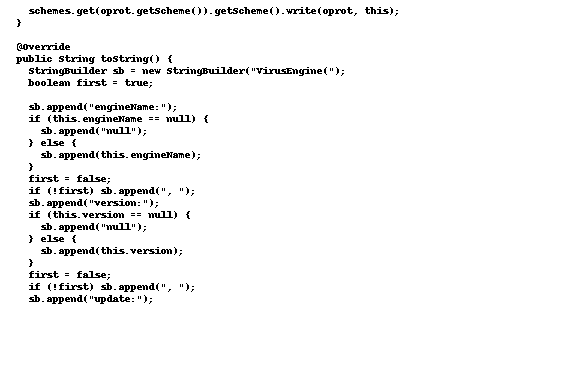 schemes.get(oprot.getScheme()).getScheme().write(oprot, this);
}
@Override
public String toString() {
StringBuilder sb = new StringBuilder("VirusEngine(");
boolean first = true;
sb.append("engineName:");
if (this.engineName == null) {
sb.append("null");
} else {
sb.append(this.engineName);
}
first = false;
if (!first) sb.append(", ");
sb.append("version:");
if (this.version == null) {
sb.append("null");
} else {
sb.append(this.version);
}
first = false;
if (!first) sb.append(", ");
sb.append("update:");